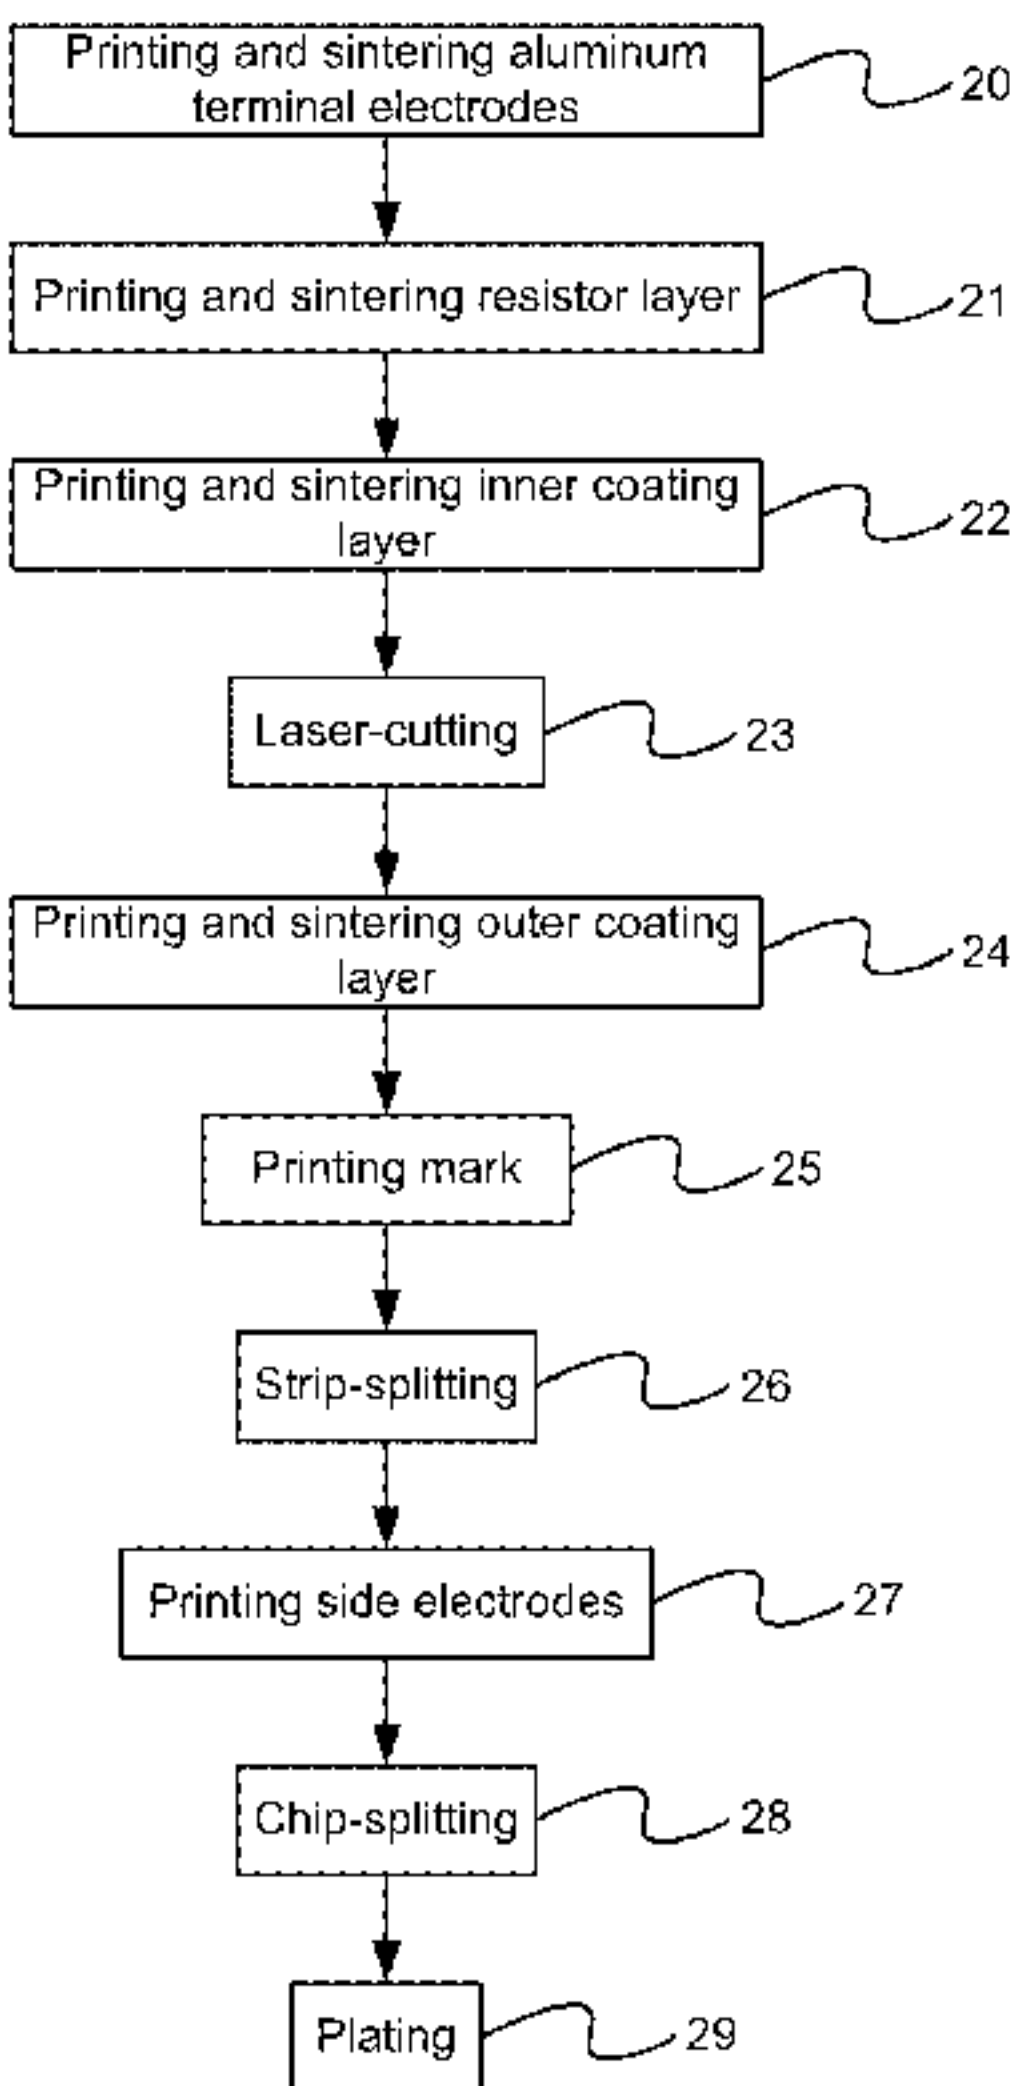 Printing and sintering aluminum
terminal electrodes
20
Printing and sintering resistor layer
21
Printing and sintering inner coating
layer
22
Laser-cutting
23
Printing and sintering outer coating
layer
24
Printing mark
25
Strip-splitting
26
Printing side electrodes
27
Chip-splitting
28
Plating
29